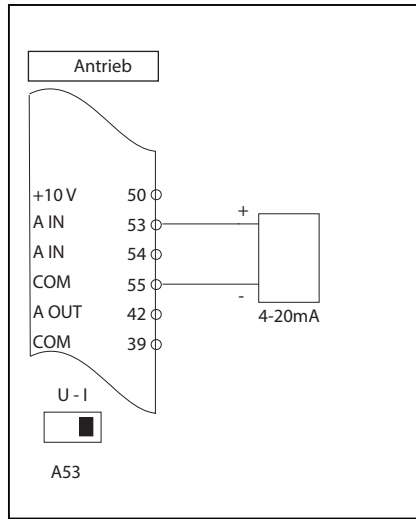 Antrieb
+10 V 50
A IN 53 +
A IN 54
COM 55 -
A OUT 42 4-20mA
COM 39
U - I
A53